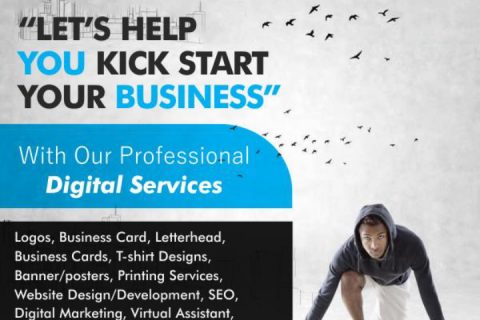 “LET’S HELP
YOU KICK START
YOUR BUSINESS”
With Our Professional
Digital Services
Logos, Business Card, Letterhead,
Business Cards, T-shirt Designs,
Banner/posters, Printing Services,
Website Design/Development, SEO,
Digital Marketing, Virtual Assistant,